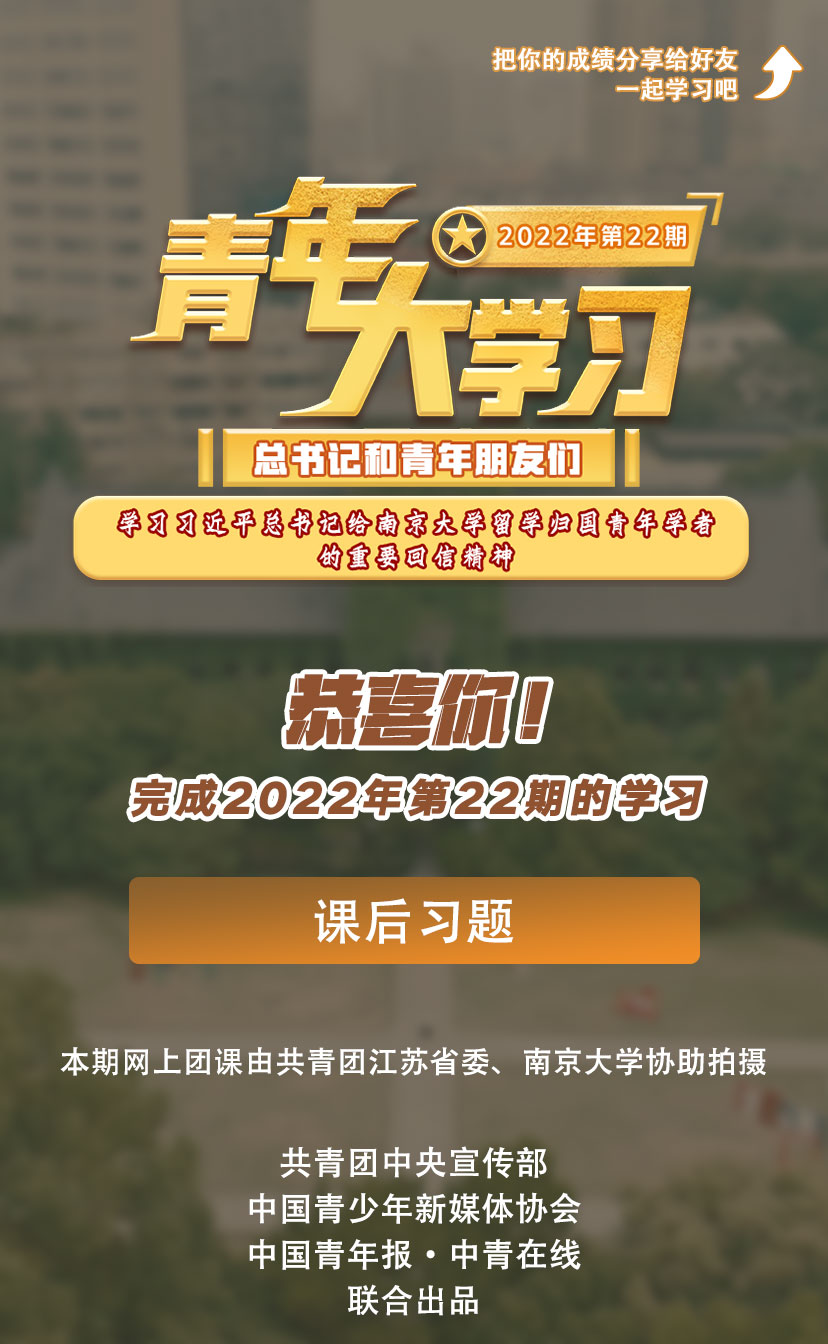 把你的成绩分享给好友
一起学习吧
2022年第22期
青年大学习
总书记和青年朋友们
学习习近平总书记给南京大学留学归国青年学者
的重要回信精神
恭喜你！
完成2022年第22期的学习
课后习题
本期网上团课由共青团江苏省委、南京大学协助拍摄
共青团中央宣传部
中国青少年新媒体协会
中国青年报·中青在线
联合出品